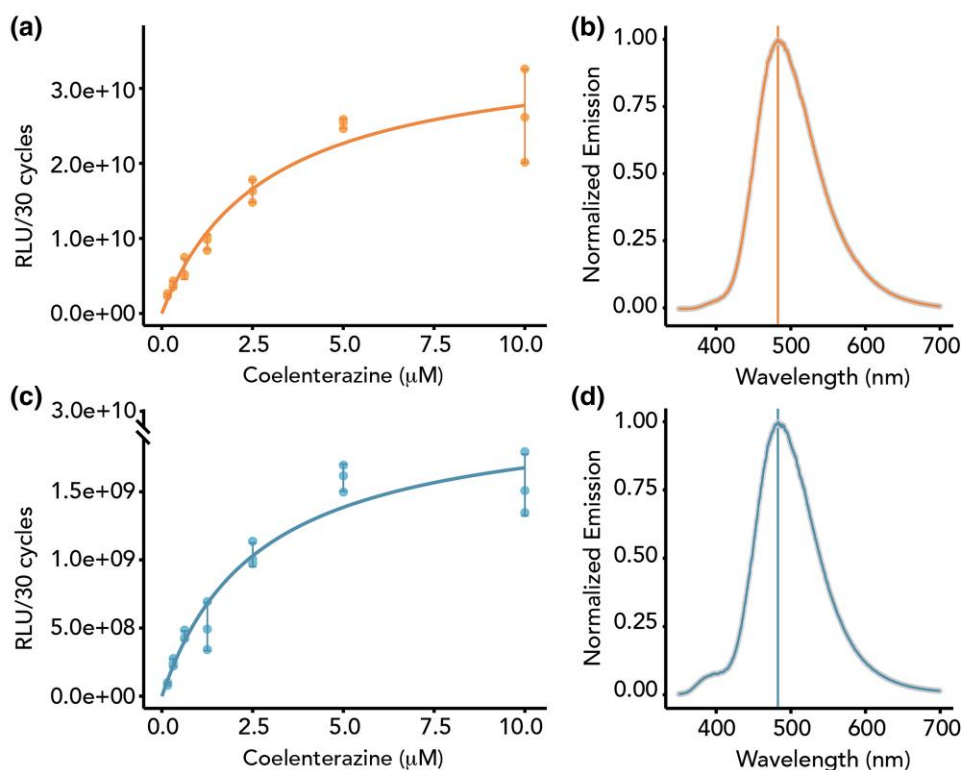 (a)
RLU/30 cycles
3.0e+10
2.0e+10
1.0e+10
0.0e+00
0.0 2.5 5.0 7.5 10.0
Coelenterazine (μM)
(b)
Normalized Emission
1.00
0.75
0.50
0.25
0.00
400 500 600 700
Wavelength (nm)
(c)
RLU/30 cycles
3.0e+10
1.5e+09
1.0e+09
5.0e+08
0.0e+00
0.0 2.5 5.0 7.5 10.0
Coelenterazine (μM)
(d)
Normalized Emission
1.00
0.75
0.50
0.25
0.00
400 500 600 700
Wavelength (nm)